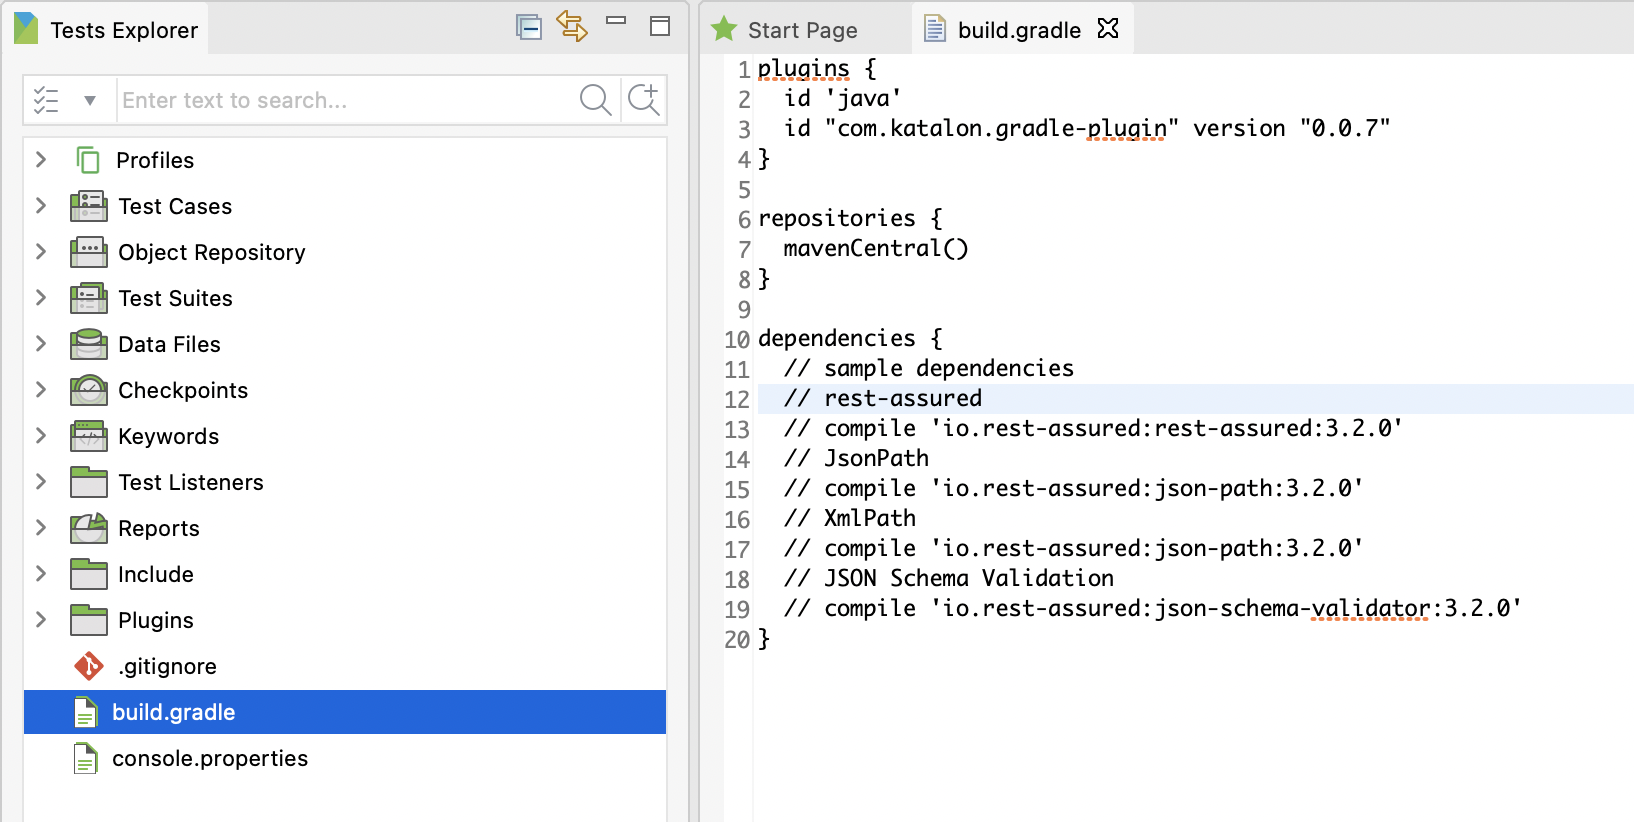 Tests Explorer
Enter text to search...
Profiles
Test Cases
Object Repository
Test Suites
Data Files
Checkpoints
Keywords
Test Listeners
Reports
Include
Plugins
.gitignore
build.gradle
console.properties
Start Page
build.gradle
1 plugins {
2   id 'java'
3   id "com.katalon.gradle-plugin" version "0.0.7"
4 }
5
6 repositories {
7   mavenCentral()
8 }
9
10 dependencies {
11   // sample dependencies
12   // rest-assured
13   // compile 'io.rest-assured:rest-assured:3.2.0'
14   // JsonPath
15   // compile 'io.rest-assured:json-path:3.2.0'
16   // XmlPath
17   // compile 'io.rest-assured:json-path:3.2.0'
18   // JSON Schema Validation
19   // compile 'io.rest-assured:json-schema-validator:3.2.0'
20 }